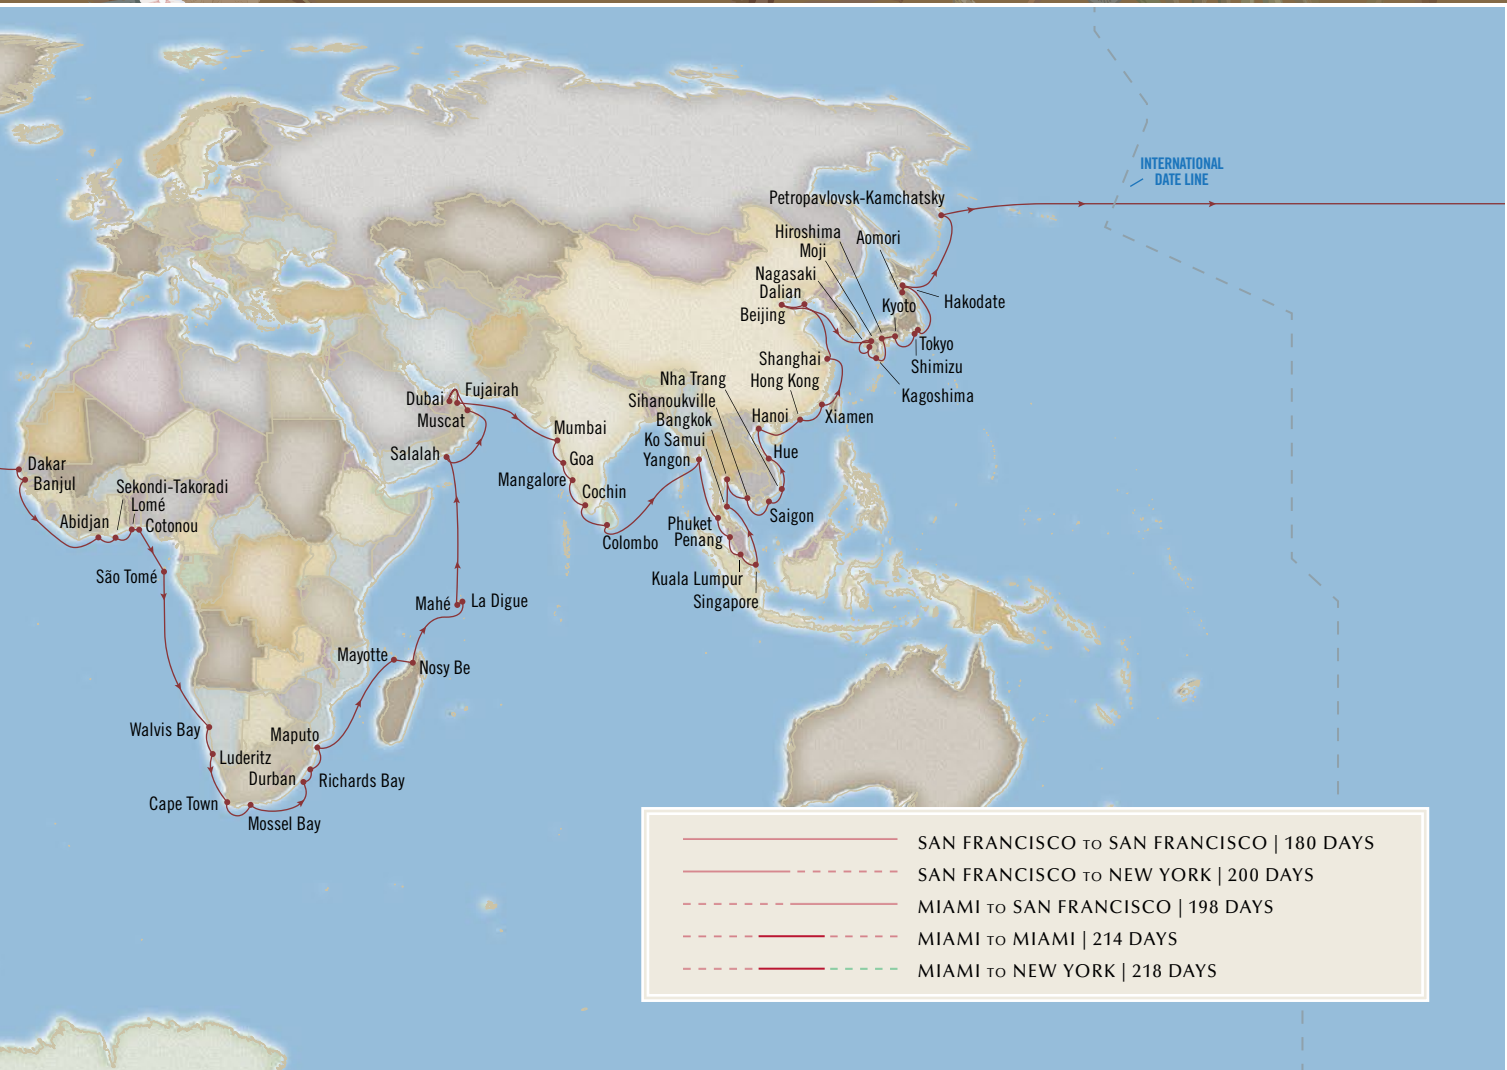 INTERNATIONAL
DATE LINE
Petropavlovsk-Kamchatsky
Hiroshima
Aomori
Moji
Nagasaki
Dalian
Beijing
Kyoto
Hakodate
Tokyo
Shimizu
Kagoshima
Shanghai
Hong Kong
Xiamen
Nha Trang
Sihanoukville
Bangkok
Ko Samui
Yangon
Hanoi
Hue
Saigon
Phuket
Penang
Kuala Lumpur
Singapore
Dubai
Fujairah
Muscat
Salalah
Mumbai
Goa
Mangalore
Cochin
Colombo
Dakar
Banjul
Sekondi-Takoradi
Lomé
Abidjan
Cotonou
São Tomé
Mahé
La Digue
Mayotte
Nosy Be
Walvis Bay
Luderitz
Maputo
Durban
Richards Bay
Cape Town
Mossel Bay
SAN FRANCISCO TO SAN FRANCISCO | 180 DAYS
SAN FRANCISCO TO NEW YORK | 200 DAYS
MIAMI TO SAN FRANCISCO | 198 DAYS
MIAMI TO MIAMI | 214 DAYS
MIAMI TO NEW YORK | 218 DAYS